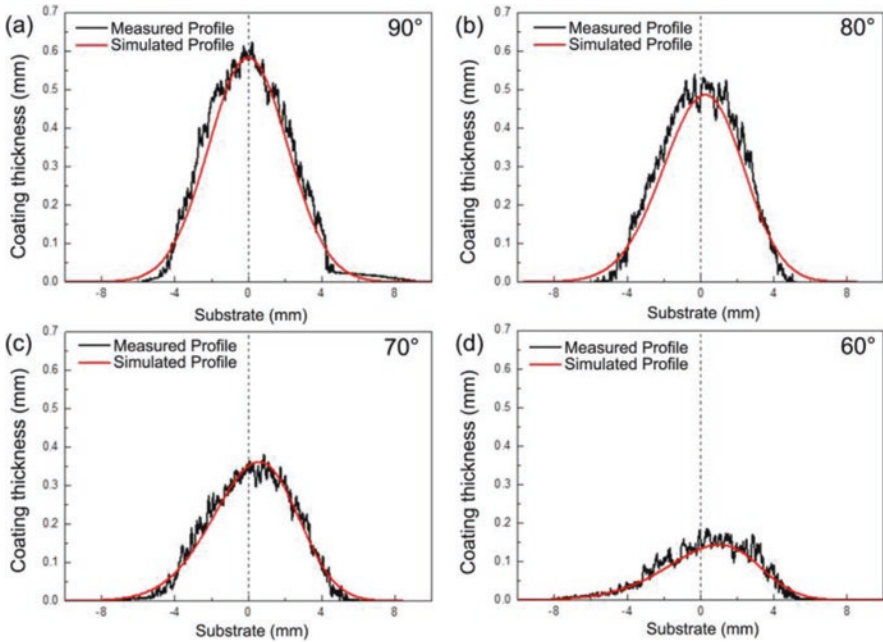 (a)
Measured Profile
Simulated Profile
90°
Coating thickness (mm)
0.7
0.6
0.5
0.4
0.3
0.2
0.1
0.0
-8 -4 0 4 8
Substrate (mm)
(b)
Measured Profile
Simulated Profile
80°
Coating thickness (mm)
0.7
0.6
0.5
0.4
0.3
0.2
0.1
0.0
-8 -4 0 4 8
Substrate (mm)
(c)
Measured Profile
Simulated Profile
70°
Coating thickness (mm)
0.7
0.6
0.5
0.4
0.3
0.2
0.1
0.0
-8 -4 0 4 8
Substrate (mm)
(d)
Measured Profile
Simulated Profile
60°
Coating thickness (mm)
0.7
0.6
0.5
0.4
0.3
0.2
0.1
0.0
-8 -4 0 4 8
Substrate (mm)